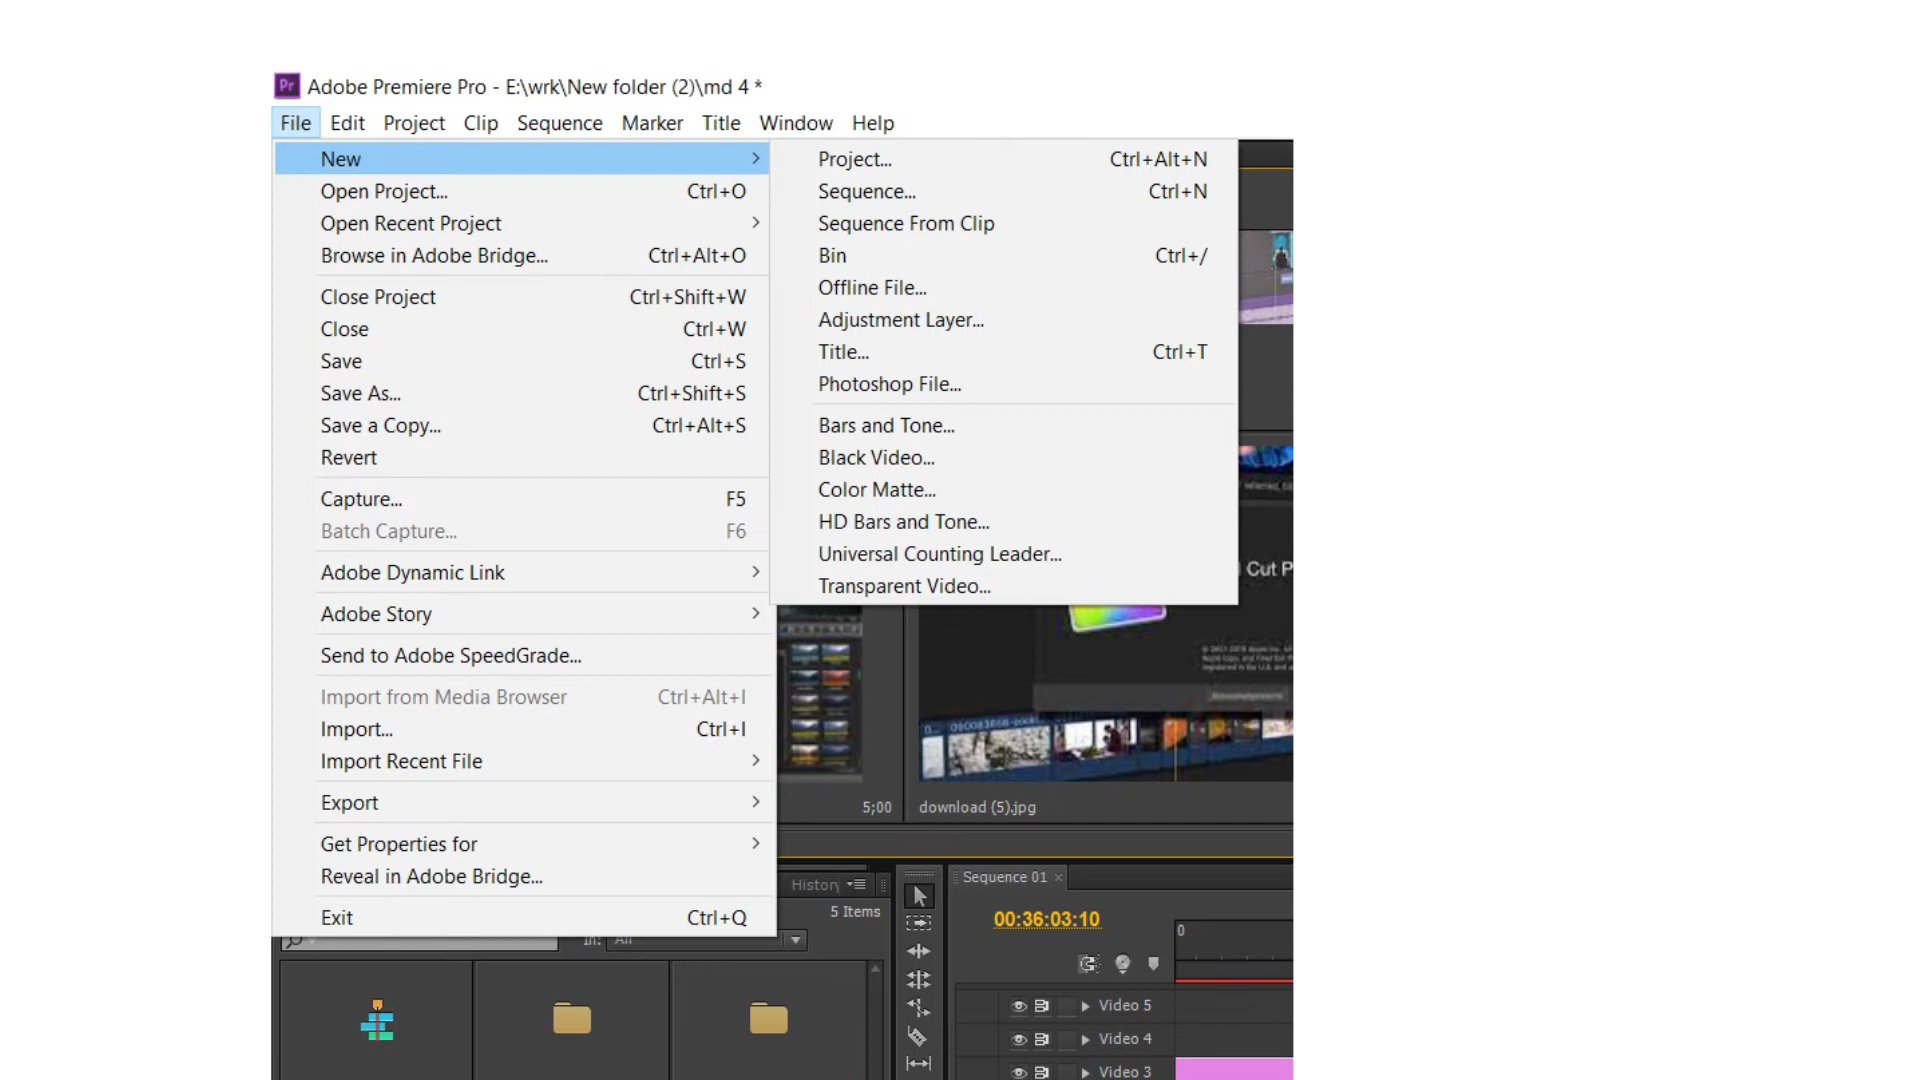 Pr Adobe Premiere Pro - E:\wrk\New folder (2)\md 4 *
File Edit Project Clip Sequence Marker Title Window Help
New
Open Project... Ctrl+O
Open Recent Project
Browse in Adobe Bridge... Ctrl+Alt+O
Close Project Ctrl+Shift+W
Close Ctrl+W
Save Ctrl+S
Save As... Ctrl+Shift+S
Save a Copy... Ctrl+Alt+S
Revert
Capture... F5
Batch Capture... F6
Adobe Dynamic Link
Adobe Story
Send to Adobe SpeedGrade...
Import from Media Browser Ctrl+Alt+I
Import... Ctrl+I
Import Recent File
Export
Get Properties for
Reveal in Adobe Bridge...
Exit Ctrl+Q
Project... Ctrl+Alt+N
Sequence... Ctrl+N
Sequence From Clip
Bin Ctrl+/
Offline File...
Adjustment Layer...
Title... Ctrl+T
Photoshop File...
Bars and Tone...
Black Video...
Color Matte...
HD Bars and Tone...
Universal Counting Leader...
Transparent Video...
Cut P
5;00
download (5).jpg
History
5 Items
In: All
Sequence 01
00:36:03:10
0
Video 5
Video 4
Video 3